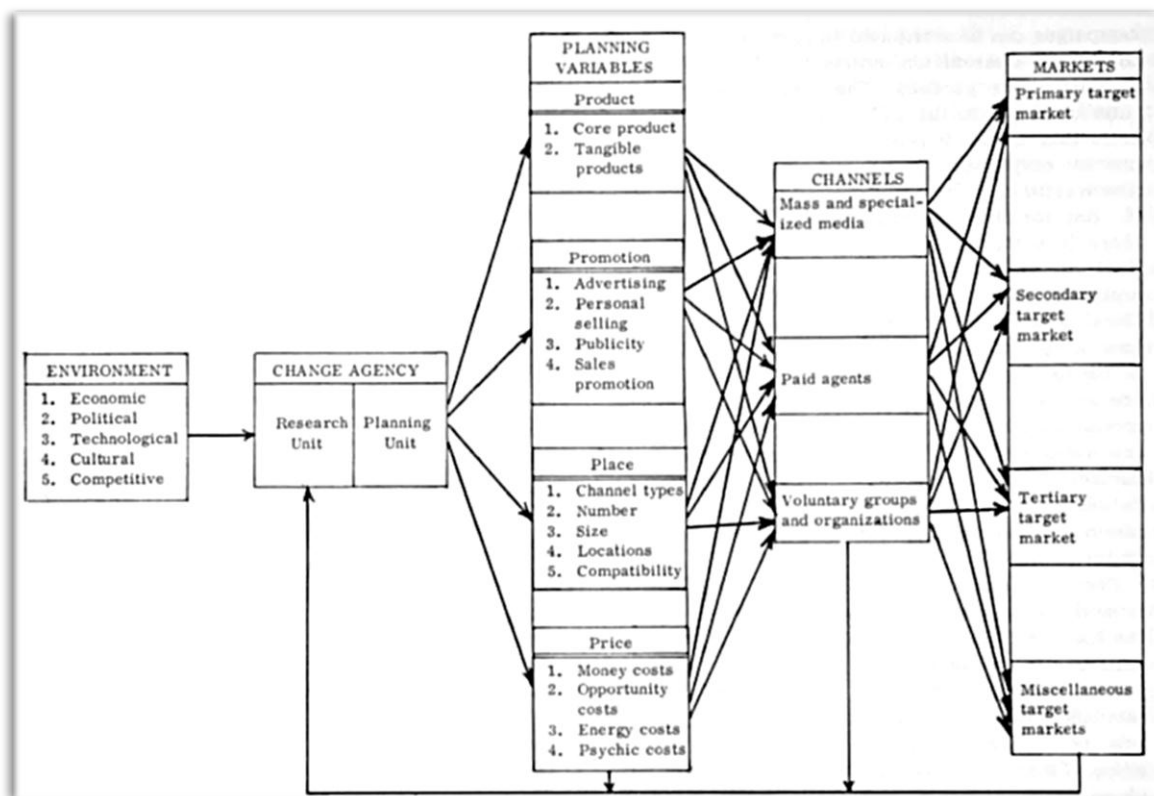 ENVIRONMENT
1. Economic
2. Political
3. Technological
4. Cultural
5. Competitive
CHANGE AGENCY
Research
Unit
Planning
Unit
PLANNING
VARIABLES
Product
1. Core product
2. Tangible
products
Promotion
1. Advertising
2. Personal
selling
3. Publicity
4. Sales
promotion
Place
1. Channel types
2. Number
3. Size
4. Locations
5. Compatibility
Price
1. Money costs
2. Opportunity
costs
3. Energy costs
4. Psychic costs
CHANNELS
Mass and special-
ized media
Paid agents
Voluntary groups
and organizations
MARKETS
Primary target
market
Secondary
target
market
Tertiary
target
market
Miscellaneous
target
markets